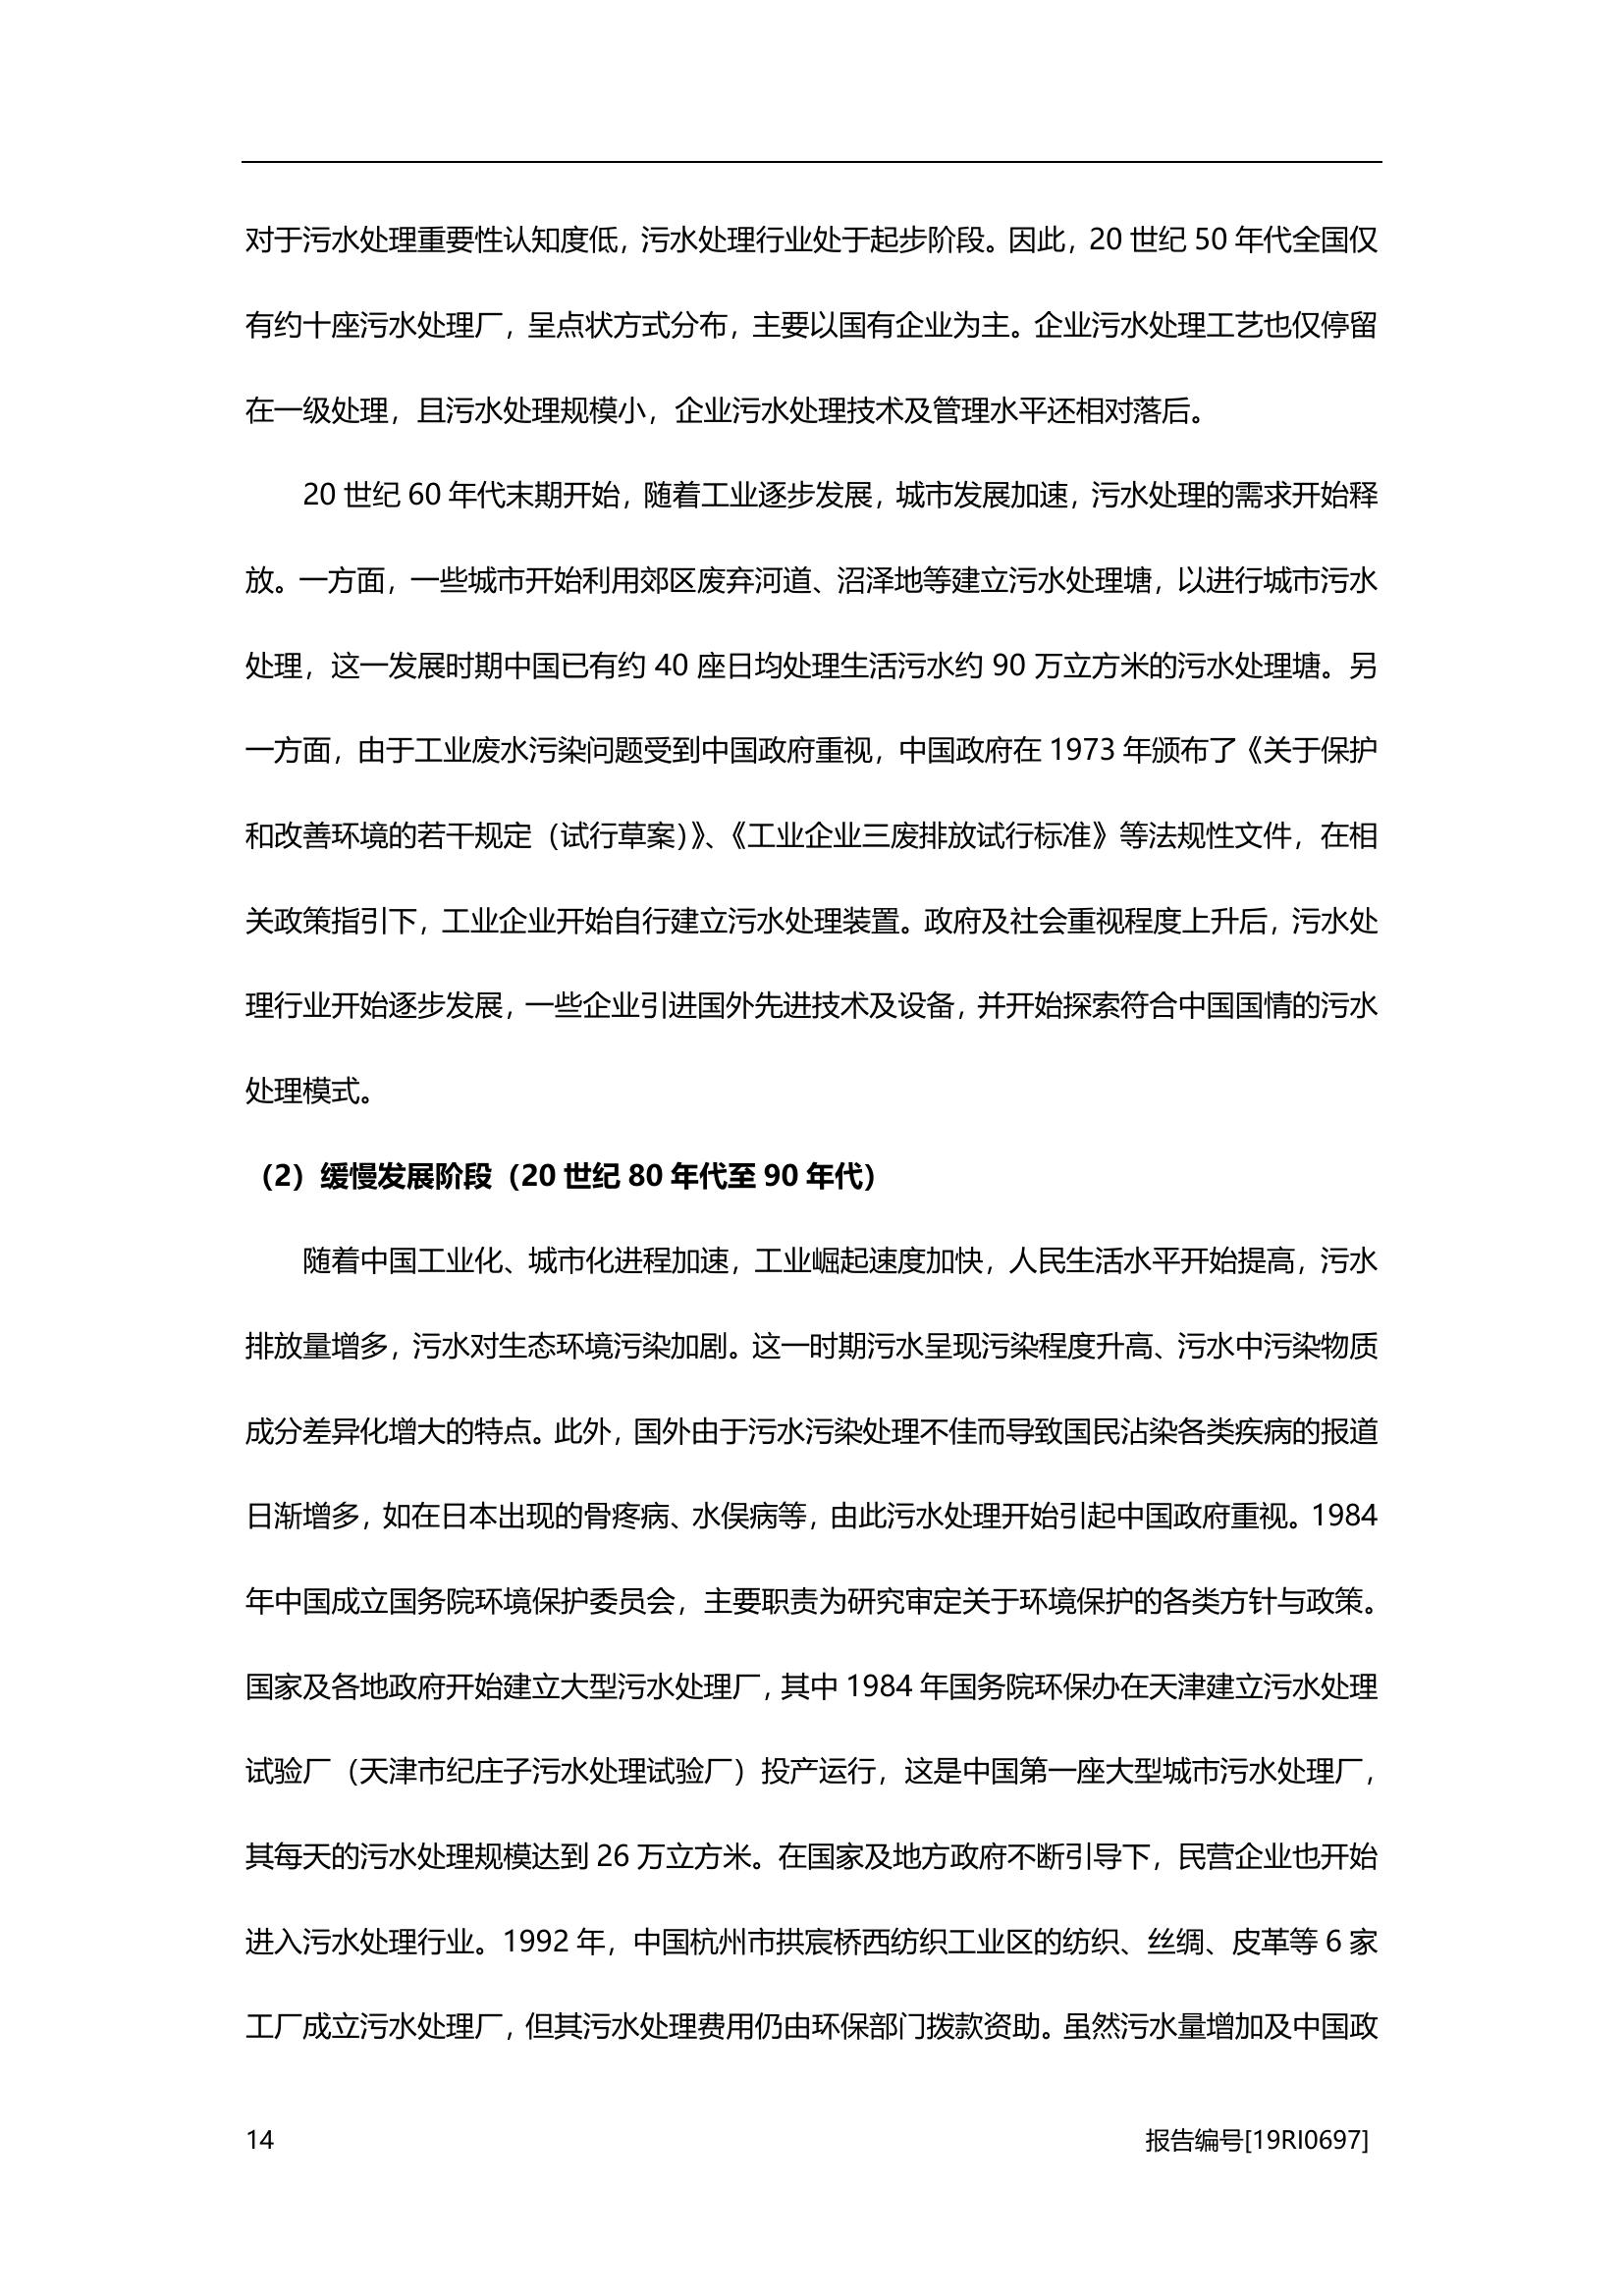 对于污水处理重要性认知度低，污水处理行业处于起步阶段。因此，20 世纪 50 年代全国仅
有约十座污水处理厂，呈点状方式分布，主要以国有企业为主。企业污水处理工艺也仅停留
在一级处理，且污水处理规模小，企业污水处理技术及管理水平还相对落后。
20 世纪 60 年代末期开始，随着工业逐步发展，城市发展加速，污水处理的需求开始释
放。一方面，一些城市开始利用郊区废弃河道、沼泽地等建立污水处理塘，以进行城市污水
处理，这一发展时期中国已有约 40 座日均处理生活污水约 90 万立方米的污水处理塘。另
一方面，由于工业废水污染问题受到中国政府重视，中国政府在 1973 年颁布了《关于保护
和改善环境的若干规定（试行草案）》、《工业企业三废排放试行标准》等法规性文件，在相
关政策指引下，工业企业开始自行建立污水处理装置。政府及社会重视程度上升后，污水处
理行业开始逐步发展，一些企业引进国外先进技术及设备，并开始探索符合中国国情的污水
处理模式。
（2）缓慢发展阶段（20 世纪 80 年代至 90 年代）
随着中国工业化、城市化进程加速，工业崛起速度加快，人民生活水平开始提高，污水
排放量增多，污水对生态环境污染加剧。这一时期污水呈现污染程度升高、污水中污染物质
成分差异化增大的特点。此外，国外由于污水污染处理不佳而导致国民沾染各类疾病的报道
日渐增多，如在日本出现的骨疼病、水俣病等，由此污水处理开始引起中国政府重视。1984
年中国成立国务院环境保护委员会，主要职责为研究审定关于环境保护的各类方针与政策。
国家及各地政府开始建立大型污水处理厂，其中 1984 年国务院环保办在天津建立污水处理
试验厂（天津市纪庄子污水处理试验厂）投产运行，这是中国第一座大型城市污水处理厂，
其每天的污水处理规模达到 26 万立方米。在国家及地方政府不断引导下，民营企业也开始
进入污水处理行业。1992 年，中国杭州市拱宸桥西纺织工业区的纺织、丝绸、皮革等 6 家
工厂成立污水处理厂，但其污水处理费用仍由环保部门拨款资助。虽然污水量增加及中国政
14 报告编号[19RI0697]